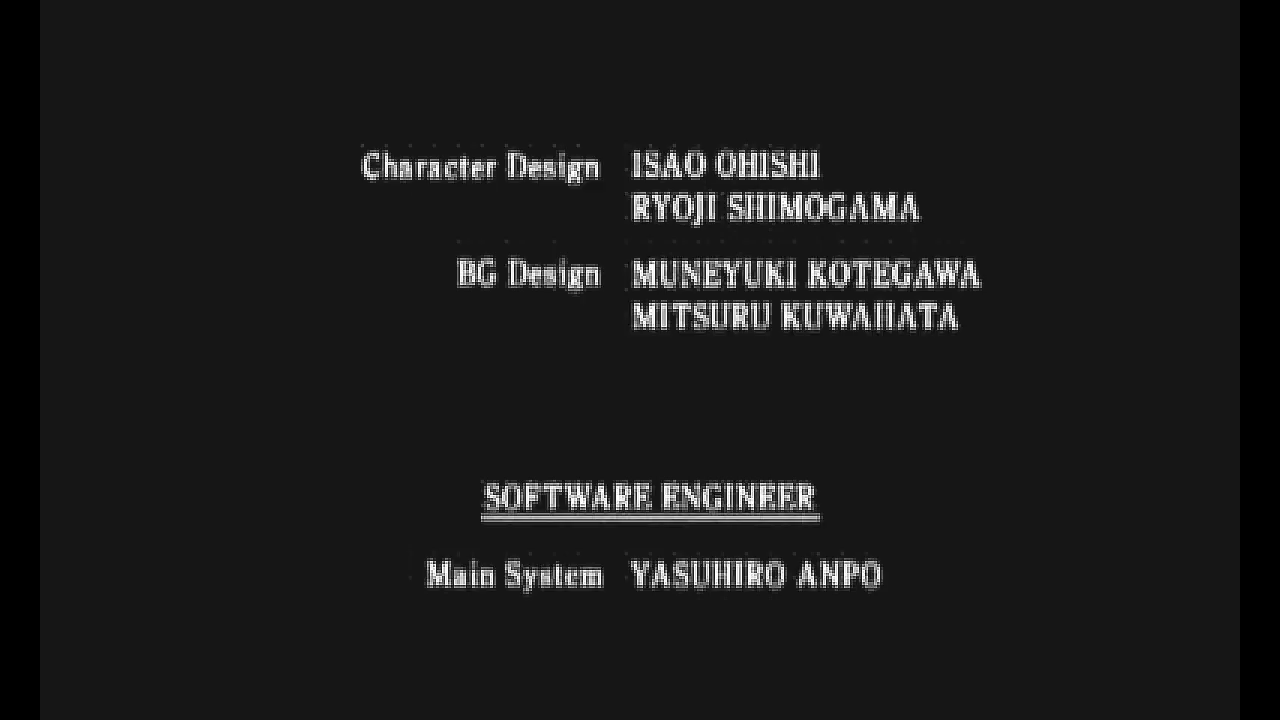 Character Design ISAO OHISHI
RYOJI SHIMOGAMA
BG Design MUNEYUKI KOTEGAWA
MITSURU KUWAHATA
SOFTWARE ENGINEER
Main System YASUHIRO ANPO